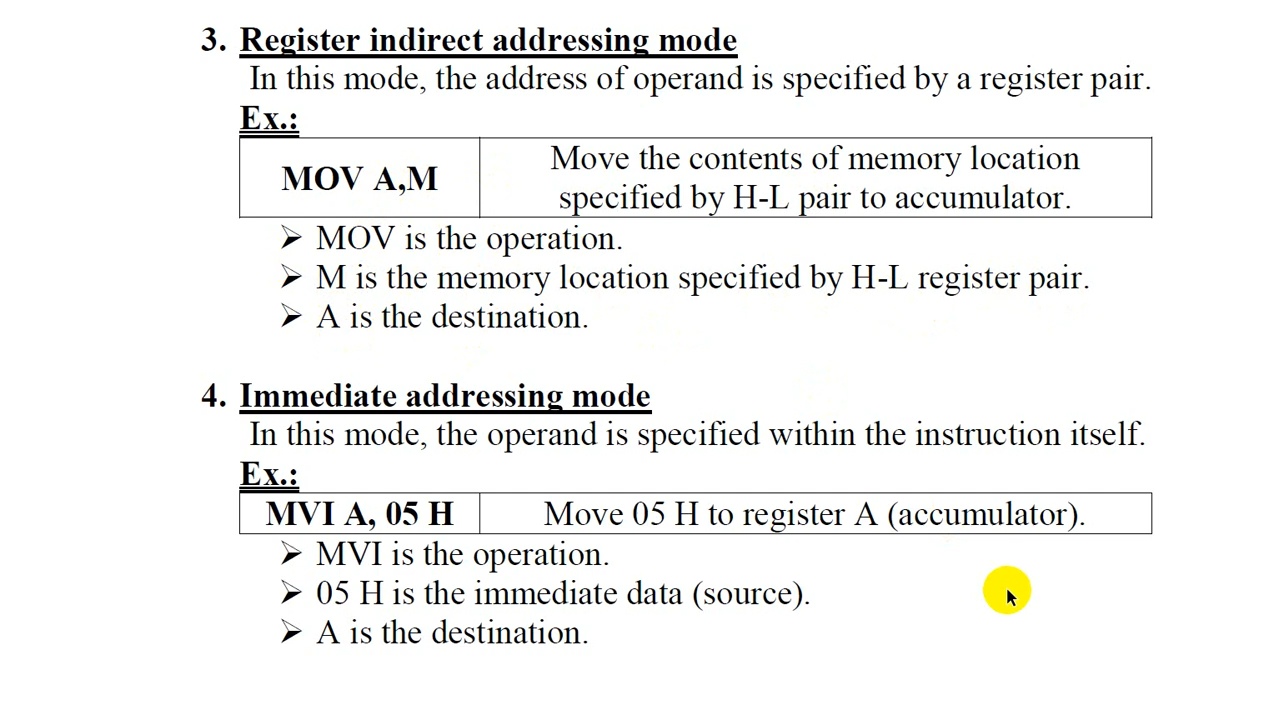 3. Register indirect addressing mode
In this mode, the address of operand is specified by a register pair.
Ex.:
MOV A,M
Move the contents of memory location
specified by H-L pair to accumulator.
➢ MOV is the operation.
➢ M is the memory location specified by H-L register pair.
➢ A is the destination.
4. Immediate addressing mode
In this mode, the operand is specified within the instruction itself.
Ex.:
MVI A, 05 H
Move 05 H to register A (accumulator).
➢ MVI is the operation.
➢ 05 H is the immediate data (source).
➢ A is the destination.